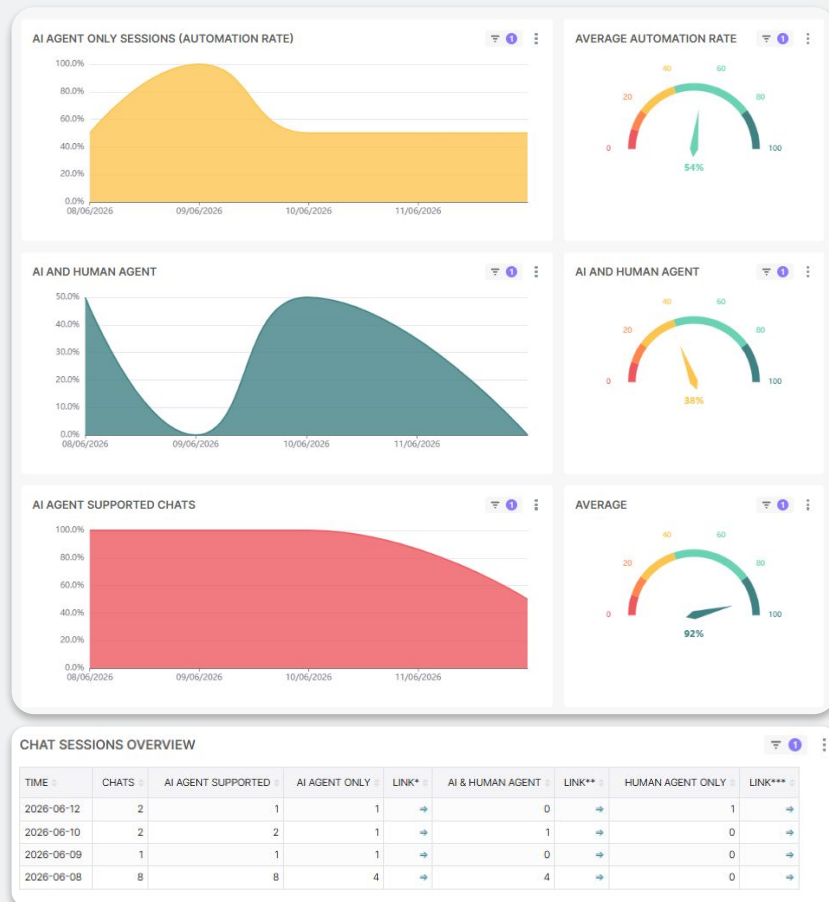 AI AGENT ONLY SESSIONS (AUTOMATION RATE) 1
100.0%
80.0%
60.0%
40.0%
20.0%
0.0%
08/06/2026 09/06/2026 10/06/2026 11/06/2026
AVERAGE AUTOMATION RATE 1
40 60
20 80
0 100
54%
AI AND HUMAN AGENT 1
50.0%
40.0%
30.0%
20.0%
10.0%
0.0%
08/06/2026 09/06/2026 10/06/2026 11/06/2026
AI AND HUMAN AGENT 1
40 60
20 80
0 100
38%
AI AGENT SUPPORTED CHATS 1
100.0%
80.0%
60.0%
40.0%
20.0%
0.0%
08/06/2026 09/06/2026 10/06/2026 11/06/2026
AVERAGE 1
40 60
20 80
0 100
92%
CHAT SESSIONS OVERVIEW 1
TIME CHATS AI AGENT SUPPORTED AI AGENT ONLY LINK* AI & HUMAN AGENT LINK** HUMAN AGENT ONLY LINK***
2026-06-12 2 1 1 ⇒ 0 ⇒ 1 ⇒
2026-06-10 2 2 1 ⇒ 1 ⇒ 0 ⇒
2026-06-09 1 1 1 ⇒ 0 ⇒ 0 ⇒
2026-06-08 8 8 4 ⇒ 4 ⇒ 0 ⇒